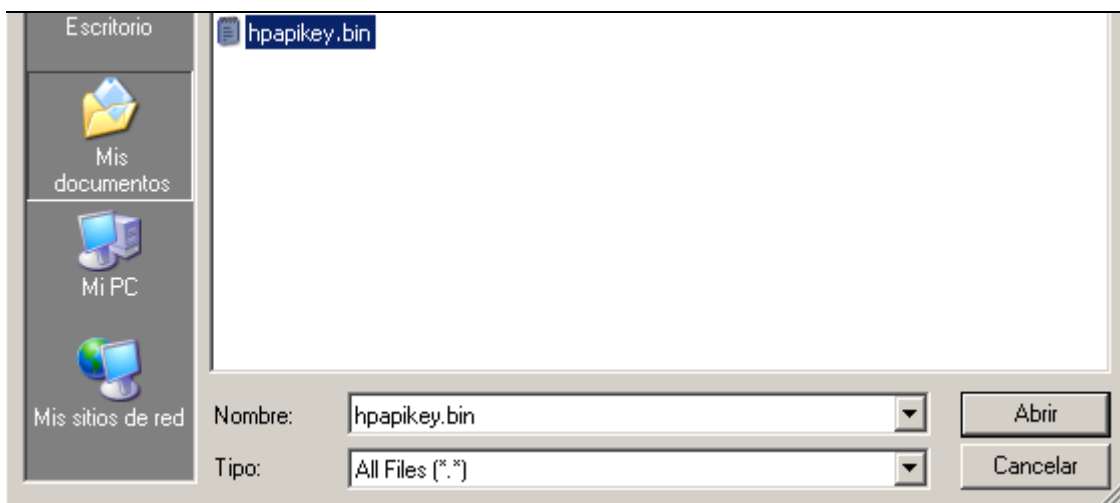 Escritorio
hpapikey.bin
Mis
documentos
Mi PC
Mis sitios de red
Nombre:
hpapikey.bin
Abrir
Tipo:
All Files (*.*)
Cancelar